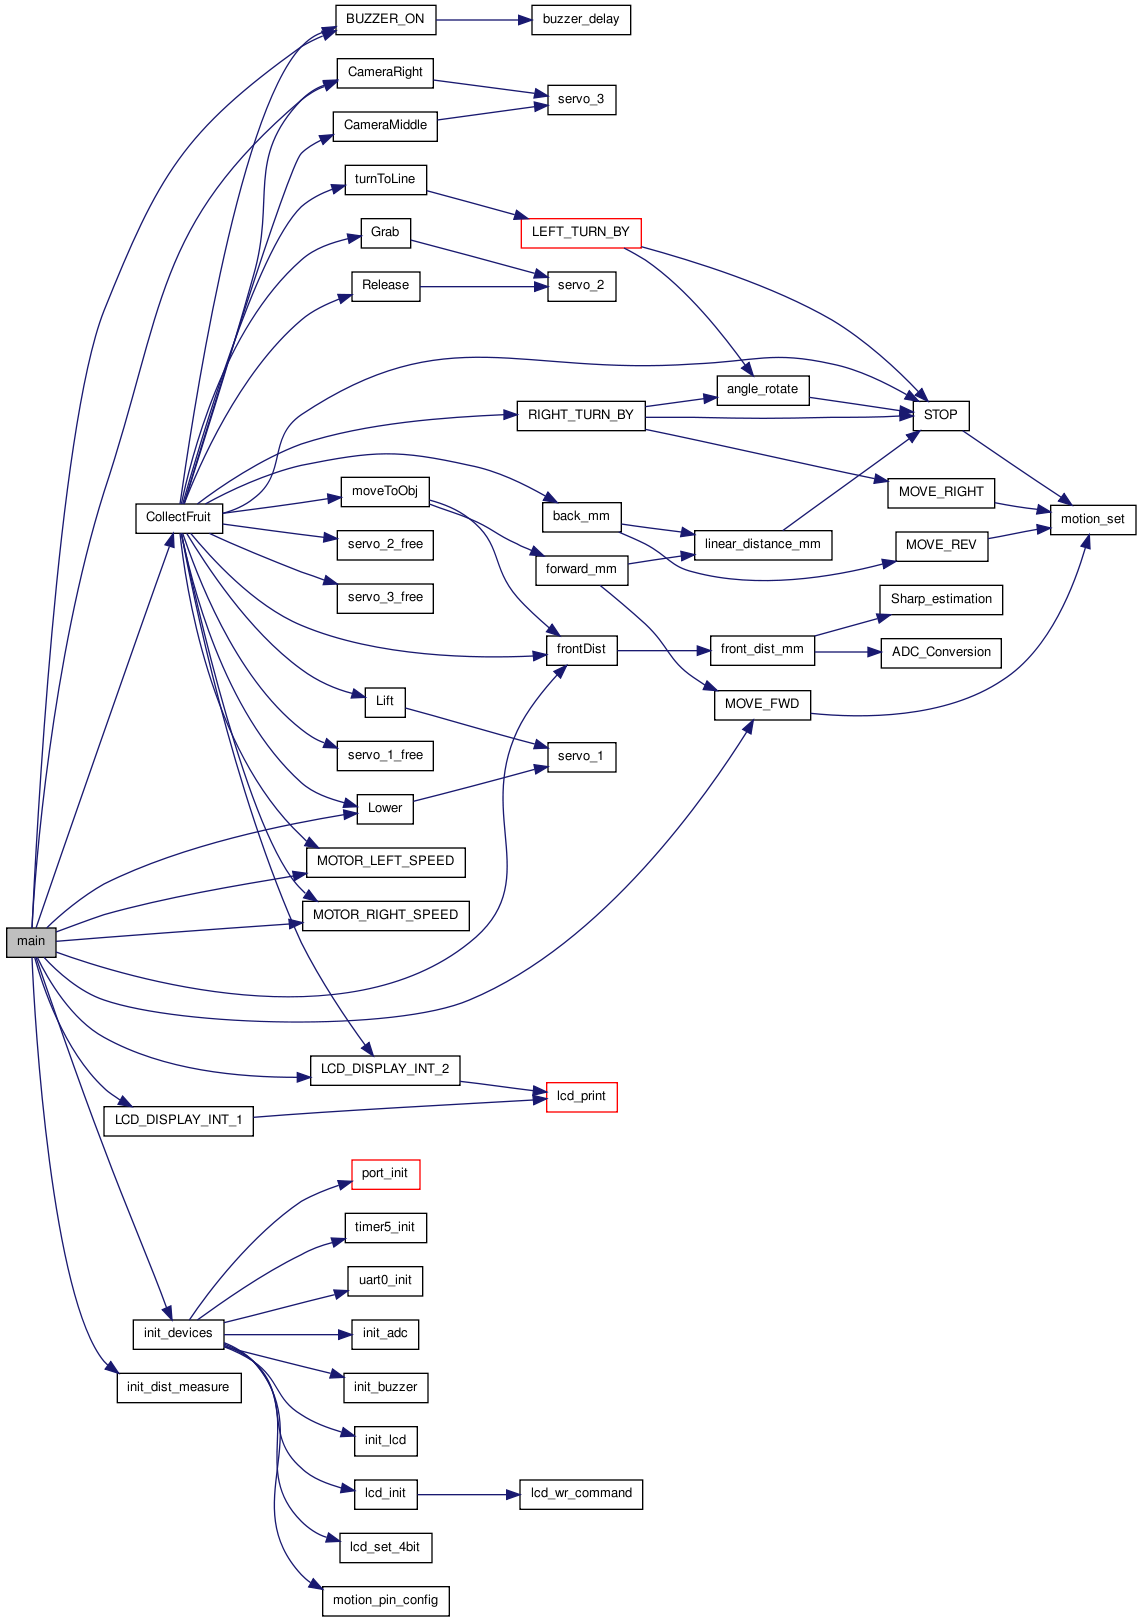 BUZZER_ON
buzzer_delay
CameraRight
servo_3
CameraMiddle
turnToLine
Grab
LEFT_TURN_BY
Release
servo_2
angle_rotate
RIGHT_TURN_BY
STOP
moveToObj
MOVE_RIGHT
CollectFruit
back_mm
motion_set
servo_2_free
linear_distance_mm
MOVE_REV
forward_mm
servo_3_free
Sharp_estimation
frontDist
front_dist_mm
ADC_Conversion
Lift
MOVE_FWD
servo_1_free
servo_1
Lower
MOTOR_LEFT_SPEED
MOTOR_RIGHT_SPEED
main
LCD_DISPLAY_INT_2
lcd_print
LCD_DISPLAY_INT_1
port_init
timer5_init
uart0_init
init_devices
init_adc
init_dist_measure
init_buzzer
init_lcd
lcd_init
lcd_wr_command
lcd_set_4bit
motion_pin_config